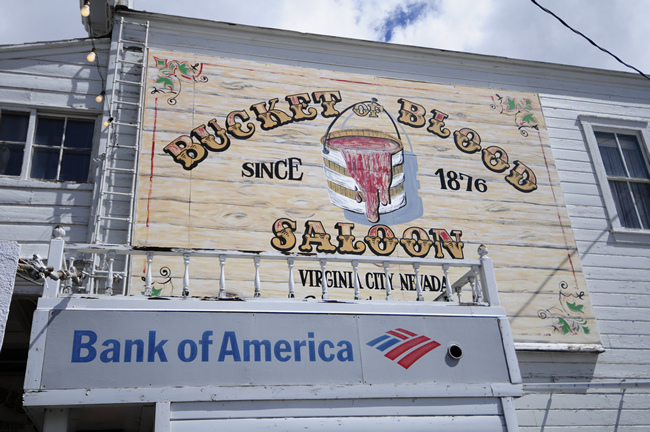 BUCKET OF BLOOD
SINCE 1876
SALOON
VIRGINIA CITY, NEVADA
Bank of America